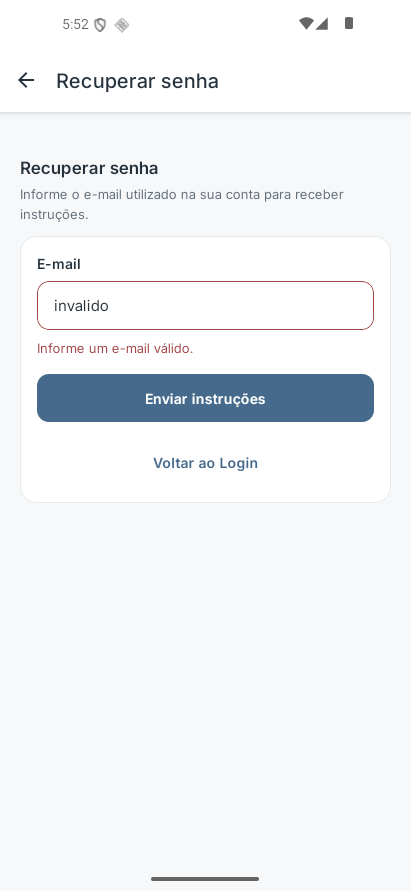 5:52
Recuperar senha
Recuperar senha
Informe o e-mail utilizado na sua conta para receber
instruções.
E-mail
invalido
Informe um e-mail válido.
Enviar instruções
Voltar ao Login